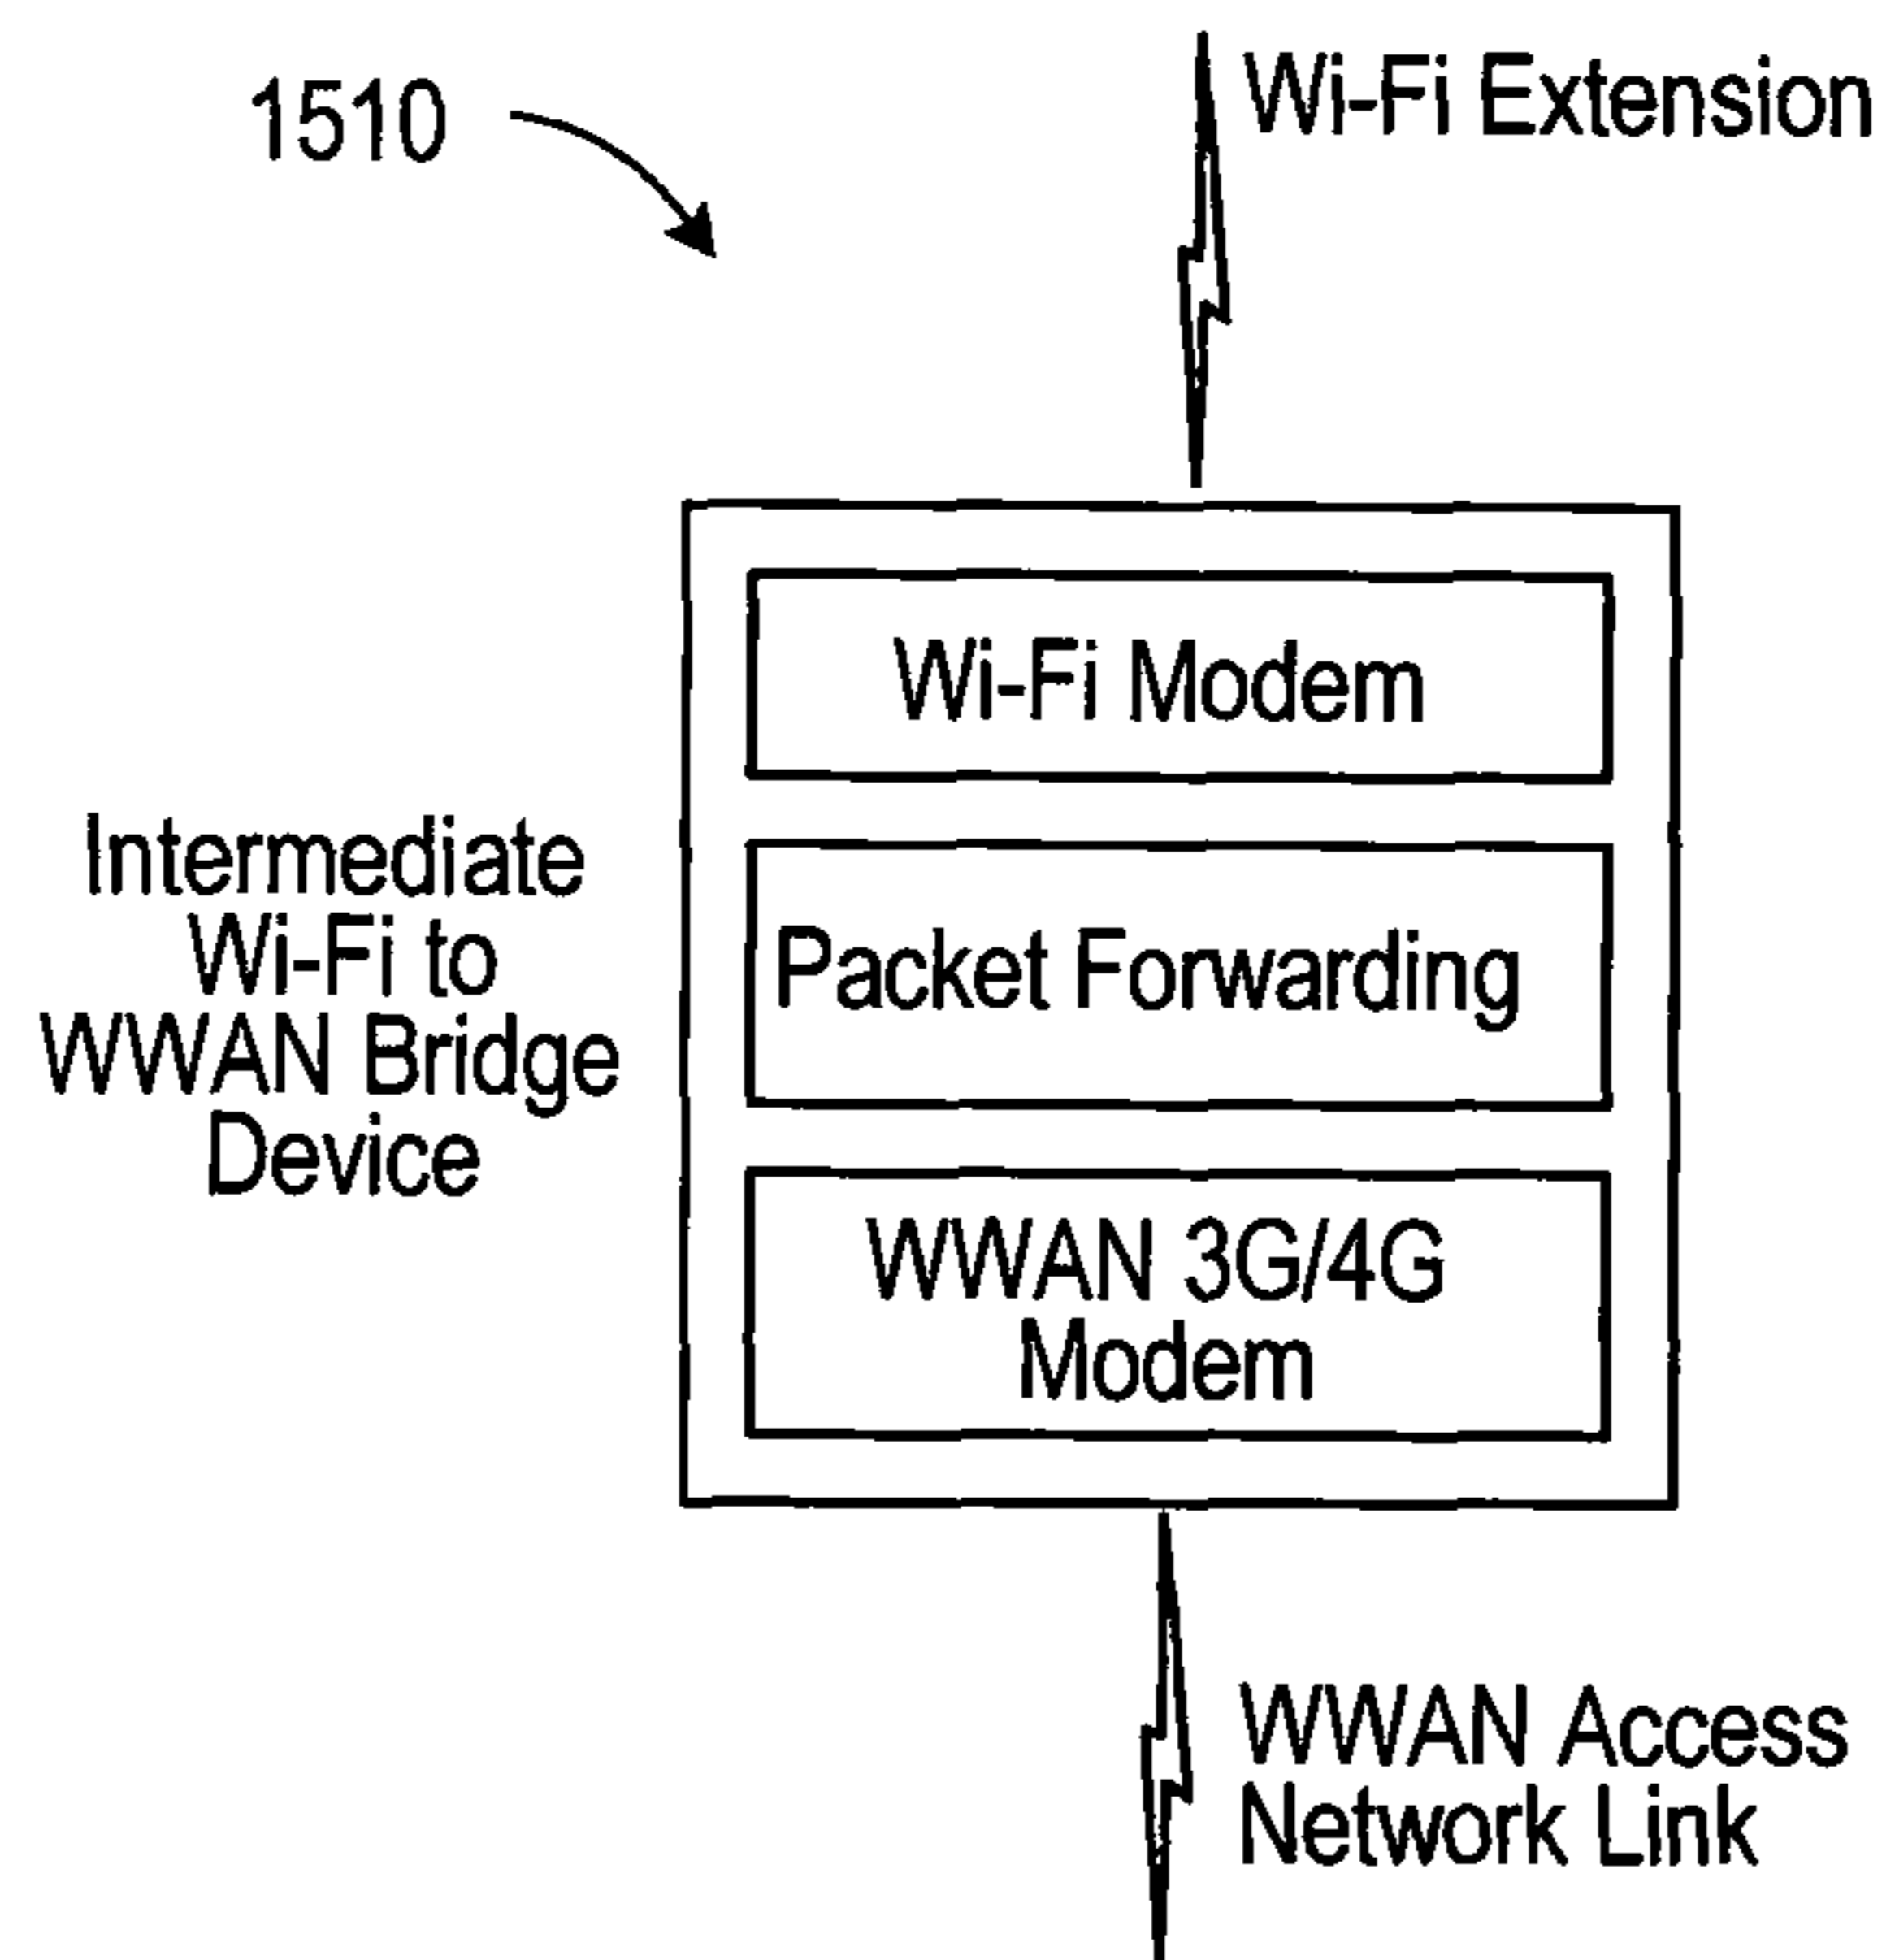 1510
Wi-Fi Extension
Wi-Fi Modem
Intermediate
Wi-Fi to
WWAN Bridge
Device
Packet Forwarding
WWAN 3G/4G
Modem
WWAN Access
Network Link